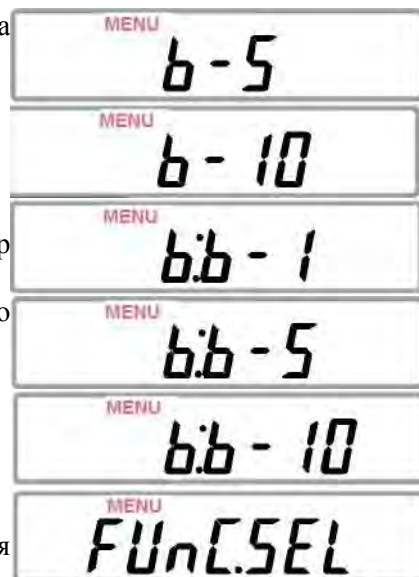 а
MENU
b-5
MENU
b-10
р
MENU
b:b-1
о
MENU
b:b-5
MENU
b:b-10
я
MENU
FUnC.SEL